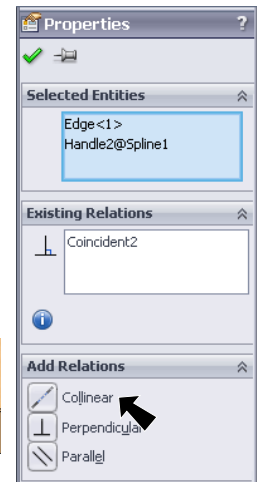 Properties ?
Selected Entities
Edge<1>
Handle2@Spline1
Existing Relations
Coincident2
Add Relations
Collinear
Perpendicular
Parallel